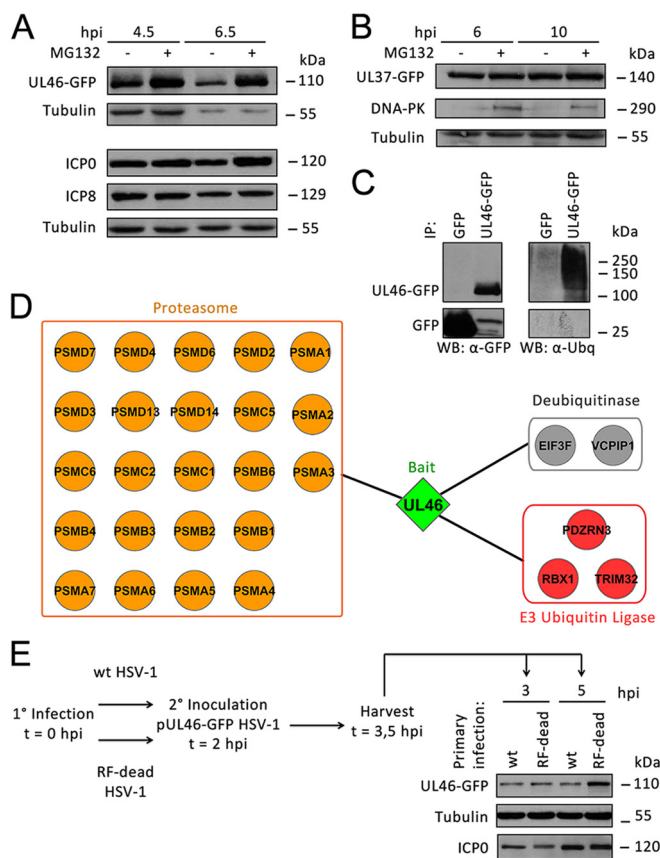 A
hpi 4.5 6.5
MG132 - + - + kDa
UL46-GFP – 110
Tubulin – 55
ICP0 – 120
ICP8 – 129
Tubulin – 55
B
hpi 6 10
MG132 - + - + kDa
UL37-GFP – 140
DNA-PK – 290
Tubulin – 55
C
IP: GFP UL46-GFP GFP UL46-GFP kDa
– 250
– 150
UL46-GFP – 100
GFP – 25
WB: α-GFP WB: α-Ubq
D
Proteasome
PSMD7 PSMD4 PSMD6 PSMD2 PSMA1
PSMD3 PSMD13 PSMD14 PSMC5 PSMA2
PSMC6 PSMC2 PSMC1 PSMB6 PSMA3
PSMB4 PSMB3 PSMB2 PSMB1
PSMA7 PSMA6 PSMA5 PSMA4
Bait
UL46
Deubiquitinase
EIF3F VCPIP1
PDZRN3
RBX1 TRIM32
E3 Ubiquitin Ligase
E
wt HSV-1
1° Infection
t = 0 hpi
RF-dead
HSV-1
2° Inoculation
pUL46-GFP HSV-1
t = 2 hpi
Harvest
t = 3,5 hpi
3 5 hpi
Primary
infection:
wt RF-dead wt RF-dead kDa
UL46-GFP – 110
Tubulin – 55
ICP0 – 120